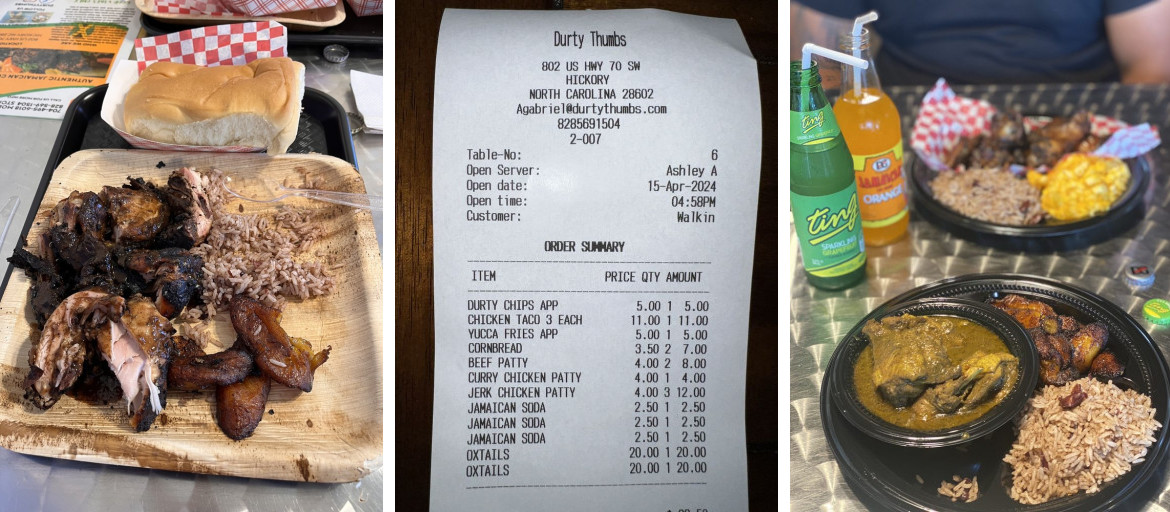 AUTHENTIC JAMAICAN
Durty Thumbs
802 US HWY 70 SW
HICKORY
NORTH CAROLINA 28602
Agabriel@durtythumbs.com
8285691504
2-007
Table-No: 6
Open Server: Ashley A
Open date: 15-Apr-2024
Open time: 04:58PM
Customer: Walkin
ORDER SUMMARY
ITEM PRICE QTY AMOUNT
DURTY CHIPS APP 5.00 1 5.00
CHICKEN TACO 3 EACH 11.00 1 11.00
YUCCA FRIES APP 5.00 1 5.00
CORNBREAD 3.50 2 7.00
BEEF PATTY 4.00 2 8.00
CURRY CHICKEN PATTY 4.00 1 4.00
JERK CHICKEN PATTY 4.00 3 12.00
JAMAICAN SODA 2.50 1 2.50
JAMAICAN SODA 2.50 1 2.50
JAMAICAN SODA 2.50 1 2.50
OXTAILS 20.00 1 20.00
OXTAILS 20.00 1 20.00
ting
ting
SPARKLING
DG
JAMAICAN
ORANGE